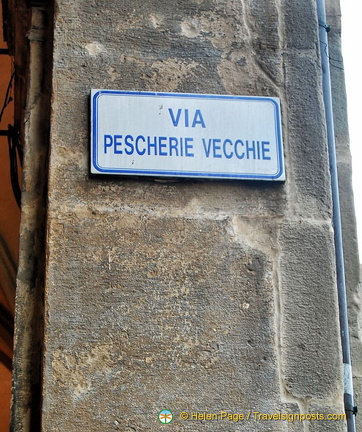 VIA
PESCHERIE VECCHIE
© Helen Page / Travelsignposts.com